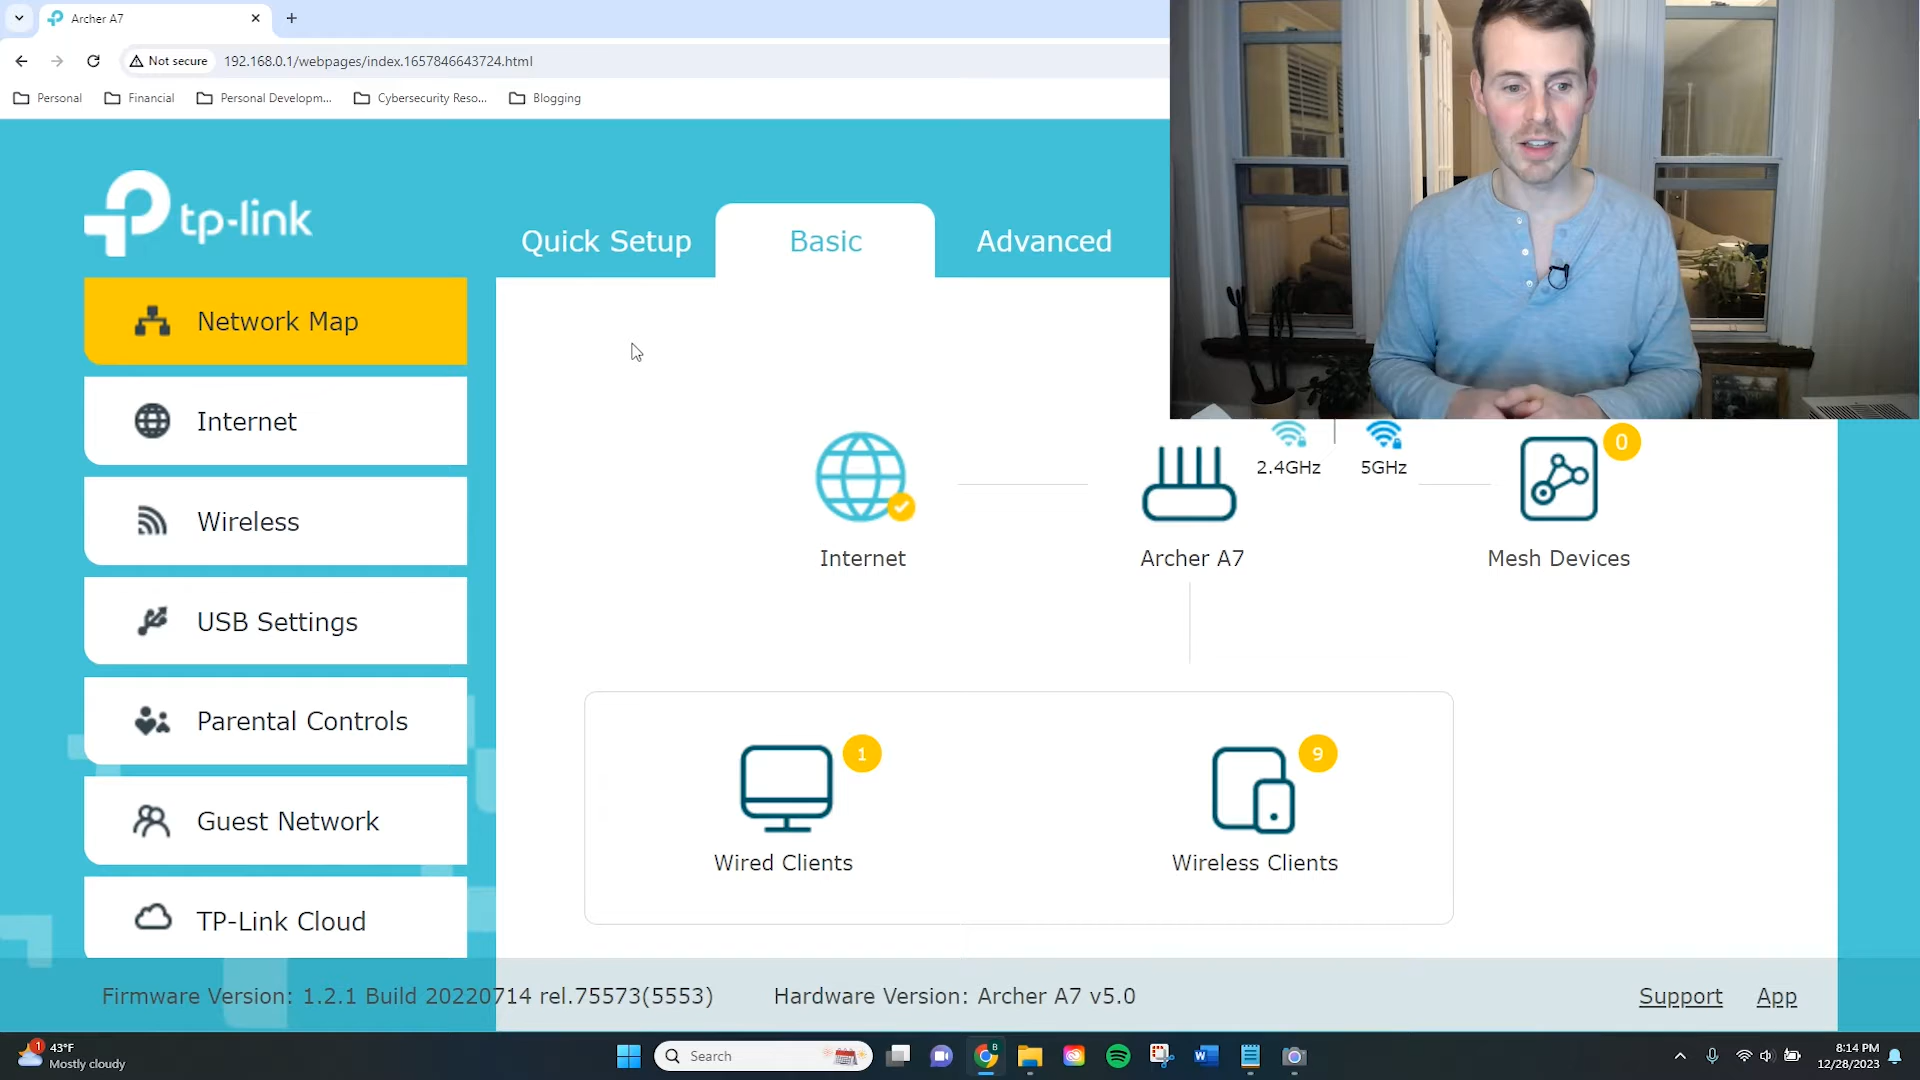 Archer A7
Not secure
192.168.0.1/webpages/index.1657846643724.html
Personal
Financial
Personal Developm...
Cybersecurity Reso...
Blogging
tp-link
Quick Setup
Basic
Advanced
Network Map
Internet
Wireless
USB Settings
Parental Controls
Guest Network
TP-Link Cloud
2.4GHz
5GHz
0
Internet
Archer A7
Mesh Devices
1
9
Wired Clients
Wireless Clients
Firmware Version: 1.2.1 Build 20220714 rel.75573(5553)
Hardware Version: Archer A7 v5.0
Support
App
1
43°F
Mostly cloudy
Search
B
W
8:14 PM
12/28/2023